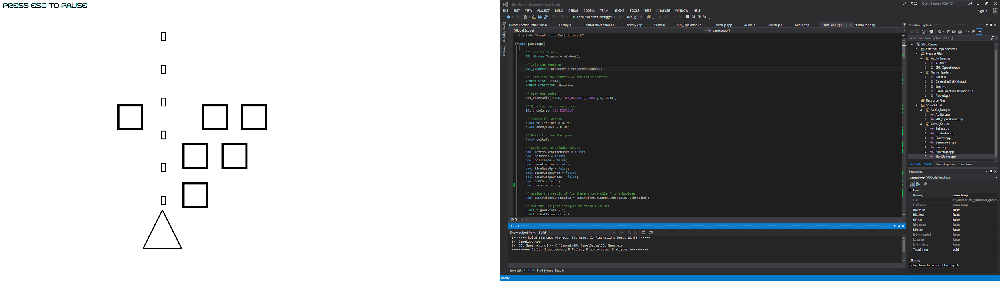 PRESS ESC TO PAUSE
SDL_Game - Microsoft Visual Studio
10
Quick Launch (Ctrl+Q)
FILE EDIT VIEW PROJECT BUILD DEBUG CODEXL TEAM NSIGHT TOOLS TEST ANALYZE WINDOW HELP
Sign in
Local Windows Debugger
Debug
Server Explorer
Toolbox
GameFunctionDefinitions.h Enemy.h ControllerDefinitions.h Enemy.cpp Bullet.h SDL_Operations.h PowerUp.cpp Audio.h PowerUp.h Audio.cpp GameLoop.cpp StartGame.cpp
(Global Scope)
gameLoop()
#include "GameFunctionDefinitions.h"
void gameLoop()
{
// Init the Window
SDL_Window *Window = window();
// Init the Renderer
SDL_Renderer *Renderer = renderer(Window);
// Initilise the controller and its vibration
XINPUT_STATE state;
XINPUT_VIBRATION vibration;
// Open the audio
Mix_OpenAudio(44100, MIX_DEFAULT_FORMAT, 2, 2048);
// Hide the cursor on screen
SDL_ShowCursor(SDL_DISABLE);
// timers for assets
float bulletTimer = 0.0f;
float enemyTimer = 0.0f;
// Delta to time the game
float deltaTs;
// Bools set to default values
bool leftMouseButtonDown = false;
bool bossMode = false;
bool collision = false;
bool penetration = false;
bool fireRateUp = false;
bool powerupspawned = false;
bool powerupspawned2 = false;
bool death = false;
bool pause = false;
// Assign the result of "is there a controller" to a boolean
bool controllerConnection = controllerIsConnected(state, vibration);
// Set the unsigned integers to default values
uint8_t gameState = 1;
uint8_t bulletAmount = 5;
100 %
Output
Show output from: Build
1>------ Build started: Project: SDL_Game, Configuration: Debug Win32 ------
1>  GameLoop.cpp
1>  SDL_Game.vcxproj -> E:\Jammei\SDL_Game\Debug\SDL_Game.exe
========== Build: 1 succeeded, 0 failed, 0 up-to-date, 0 skipped ==========
Error List Output Find Symbol Results
Ready
Solution Explorer
Search Solution Explorer (Ctrl+;)
SDL_Game
External Dependencies
Header Files
Audio_Images
Audio.h
SDL_Operations.h
Game Headers
Bullet.h
ControllerDefinitions.h
Enemy.h
GameFunctionDefinitions.h
PowerUp.h
Resource Files
Source Files
Audio_Images
Audio.cpp
SDL_Operations.cpp
Game_Source
Bullet.cpp
Controller.cpp
Enemy.cpp
GameLoop.cpp
main.cpp
PowerUp.cpp
StartGame.cpp
Solution Explorer Team Explorer Class View
Properties
gameLoop VCCodeFunction
C++
(Name) gameLoop
File e:\jammei\sdl_game\sdl_game\
FullName gameLoop
IsDefault False
IsDelete False
IsFinal False
IsInjected False
IsInline False
IsOverloaded False
IsSealed False
IsTemplate False
TypeString void
(Name)
Sets/returns the name of the object.